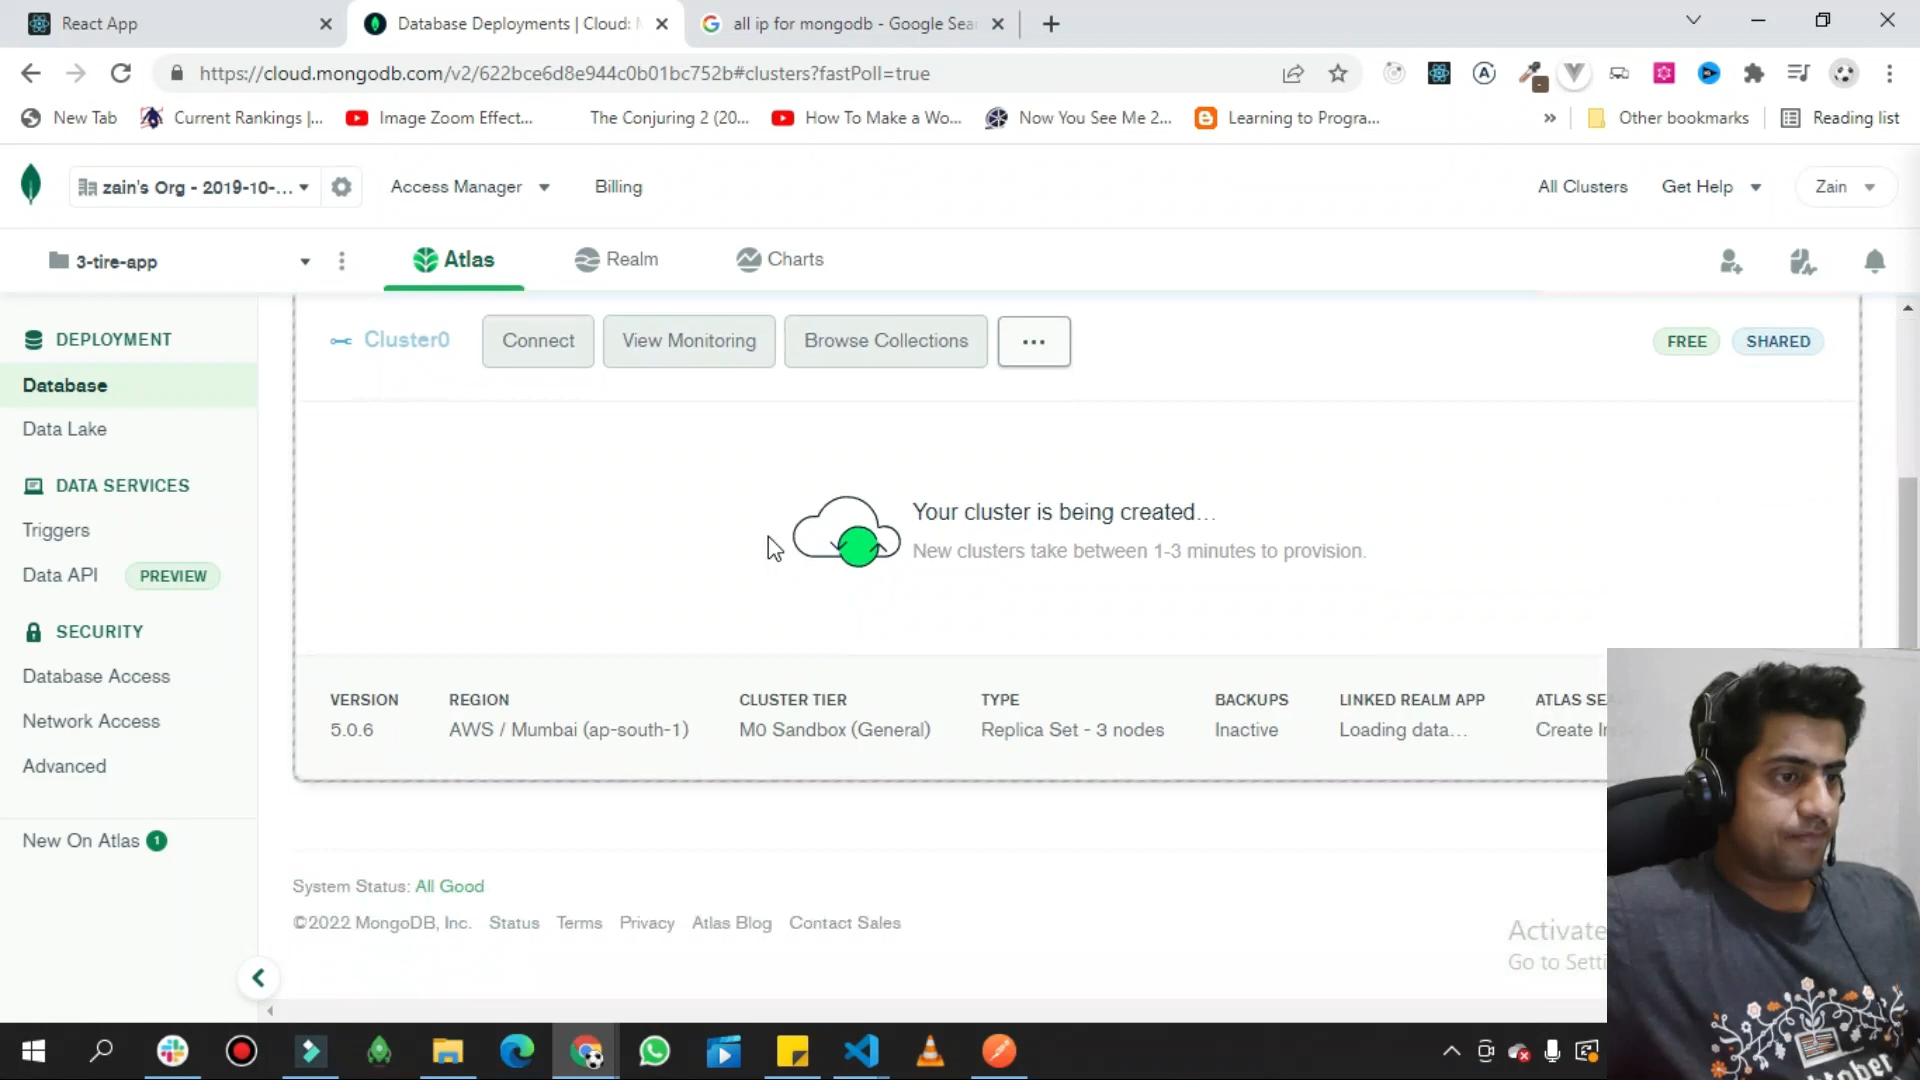 React App
Database Deployments | Cloud:
all ip for mongodb - Google Sea
https://cloud.mongodb.com/v2/622bce6d8e944c0b01bc752b#clusters?fastPoll=true
New Tab
Current Rankings |...
Image Zoom Effect...
The Conjuring 2 (20...
How To Make a Wo...
Now You See Me 2...
Learning to Progra...
»
Other bookmarks
Reading list
zain's Org - 2019-10-...
Access Manager
Billing
All Clusters
Get Help
Zain
3-tire-app
Atlas
Realm
Charts
DEPLOYMENT
Database
Data Lake
DATA SERVICES
Triggers
Data API PREVIEW
SECURITY
Database Access
Network Access
Advanced
New On Atlas 1
Cluster0
Connect
View Monitoring
Browse Collections
...
FREE
SHARED
Your cluster is being created...
New clusters take between 1-3 minutes to provision.
VERSION
5.0.6
REGION
AWS / Mumbai (ap-south-1)
CLUSTER TIER
M0 Sandbox (General)
TYPE
Replica Set - 3 nodes
BACKUPS
Inactive
LINKED REALM APP
Loading data...
ATLAS SEA
Create In
System Status: All Good
©2022 MongoDB, Inc. Status Terms Privacy Atlas Blog Contact Sales
Activate
Go to Setti